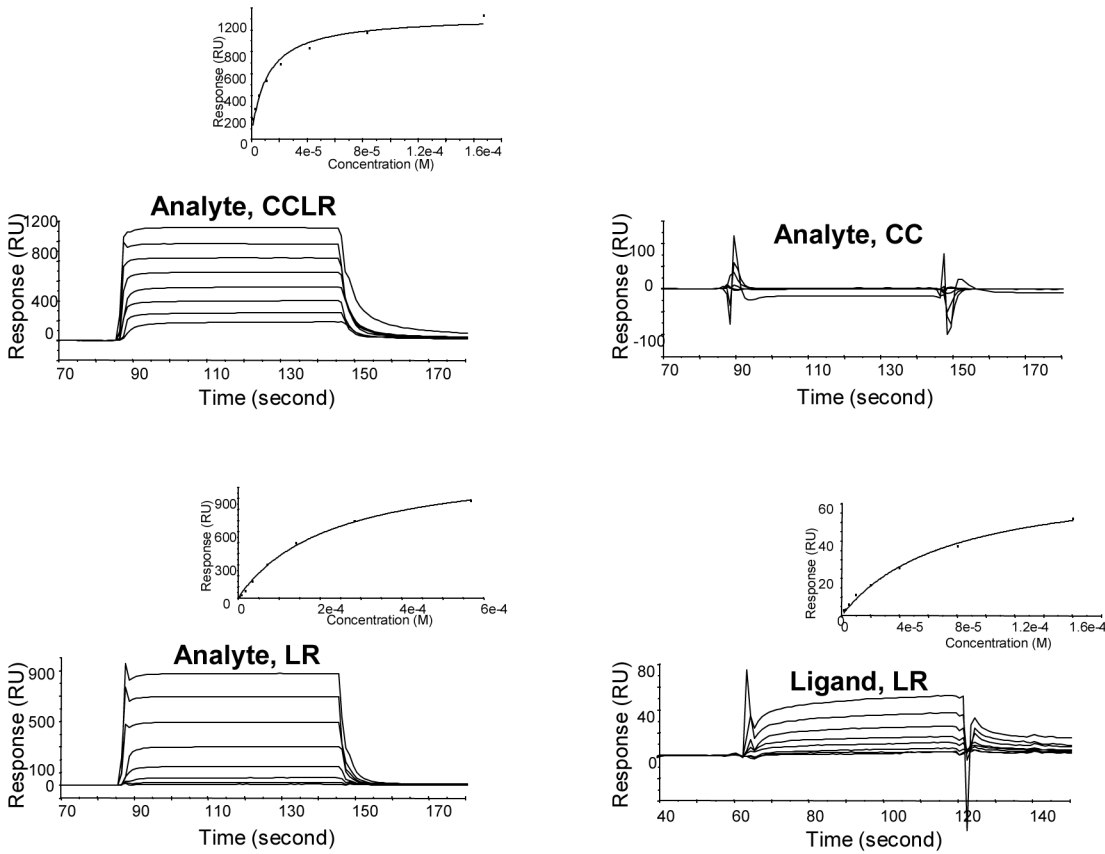 1200
1000
800
600
400
200
0
Response (RU)
0 4e-5 8e-5 1.2e-4 1.6e-4
Concentration (M)
Analyte, CCLR
1200
800
400
0
Response (RU)
70 90 110 130 150 170
Time (second)
Analyte, CC
100
0
-100
Response (RU)
70 90 110 130 150 170
Time (second)
900
600
300
0
Response (RU)
0 2e-4 4e-4 6e-4
Concentration (M)
Analyte, LR
900
500
100
0
Response (RU)
70 90 110 130 150 170
Time (second)
60
40
20
0
Response (RU)
0 4e-5 8e-5 1.2e-4 1.6e-4
Concentration (M)
Ligand, LR
80
40
0
Response (RU)
40 60 80 100 120 140
Time (second)